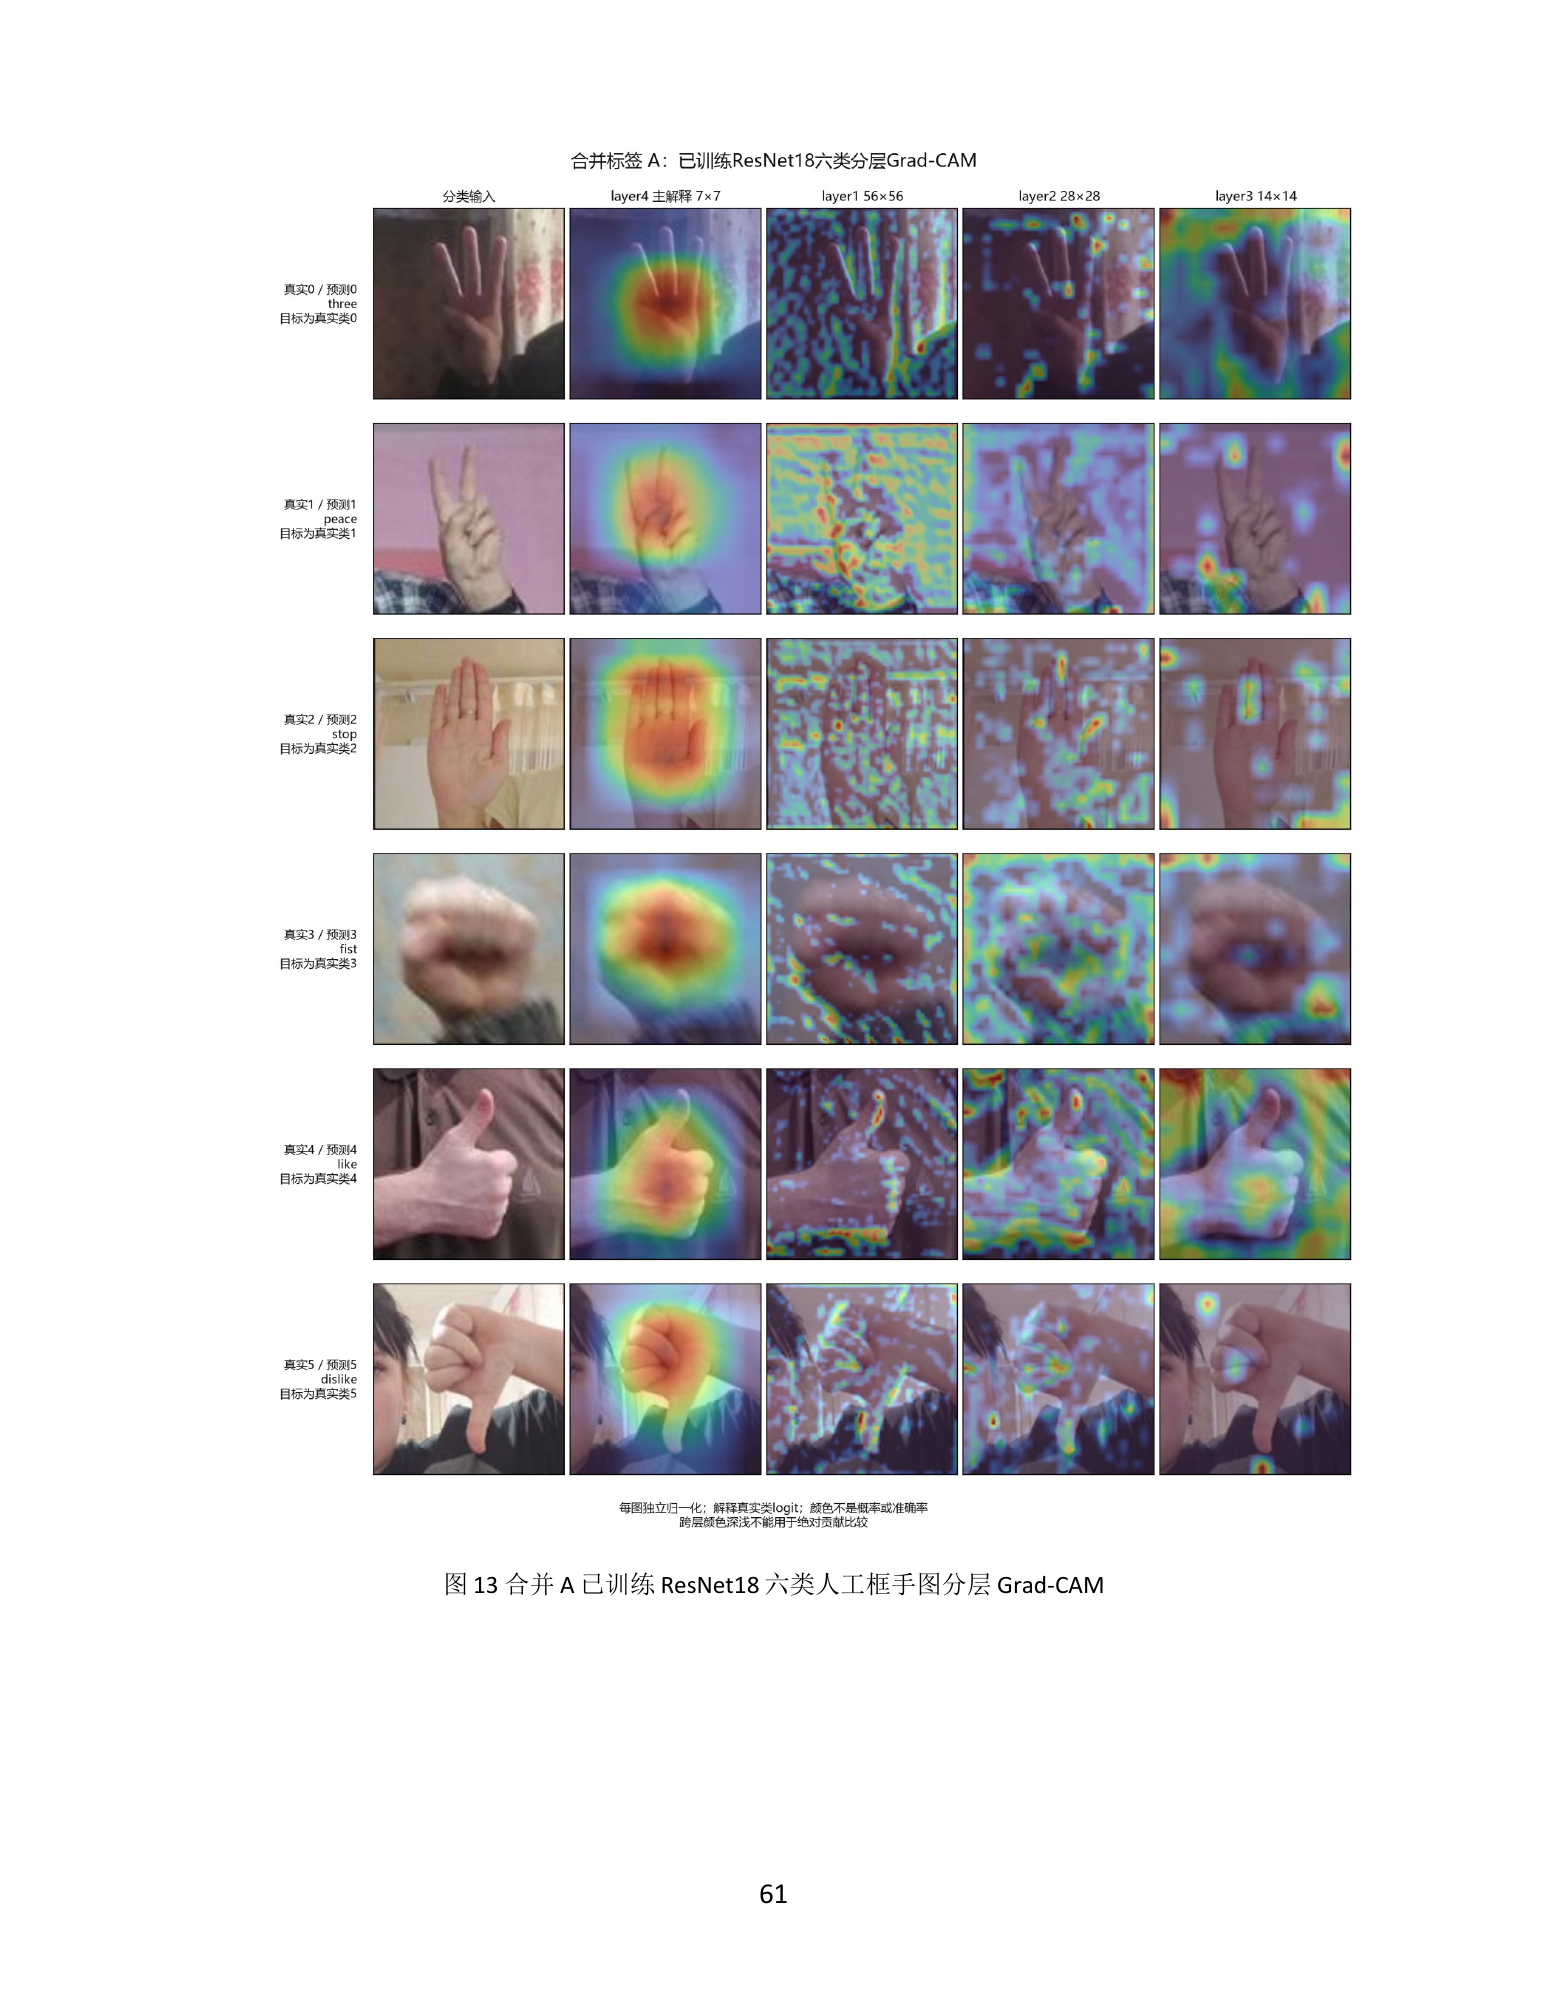 合并标签 A：已训练ResNet18六类分层Grad-CAM
分类输入 layer4 主解释 7×7 layer1 56×56 layer2 28×28 layer3 14×14
真实0 / 预测0
three
目标为真实类0
真实1 / 预测1
peace
目标为真实类1
真实2 / 预测2
stop
目标为真实类2
真实3 / 预测3
fist
目标为真实类3
真实4 / 预测4
like
目标为真实类4
真实5 / 预测5
dislike
目标为真实类5
每图独立归一化；解释真实类logit；颜色不是概率或准确率
跨层颜色深浅不能用于绝对贡献比较
图 13 合并 A 已训练 ResNet18 六类人工框手图分层 Grad-CAM
61